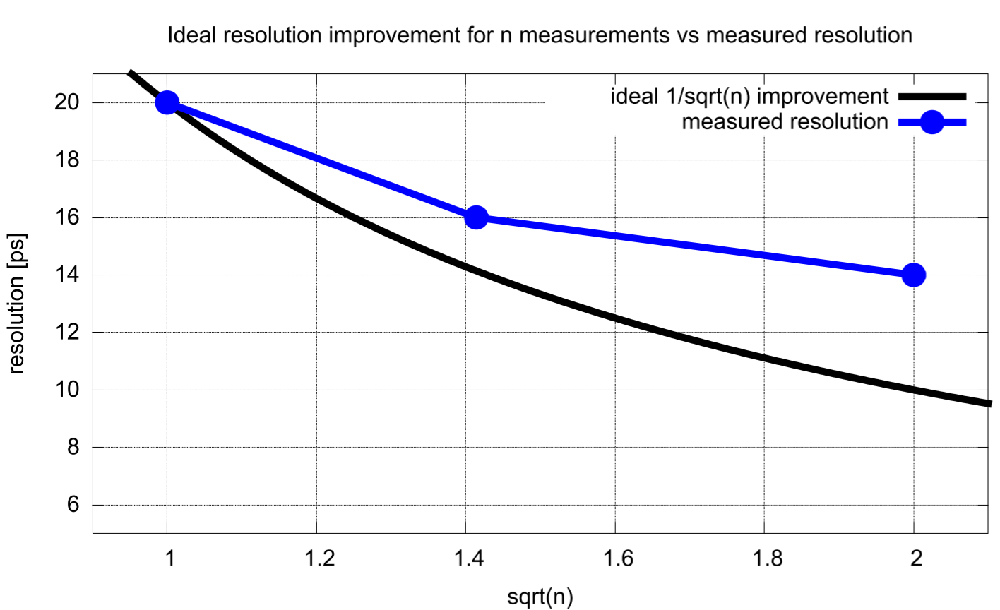 Ideal resolution improvement for n measurements vs measured resolution
ideal 1/sqrt(n) improvement
measured resolution
20
18
16
14
12
10
8
6
resolution [ps]
1 1.2 1.4 1.6 1.8 2
sqrt(n)